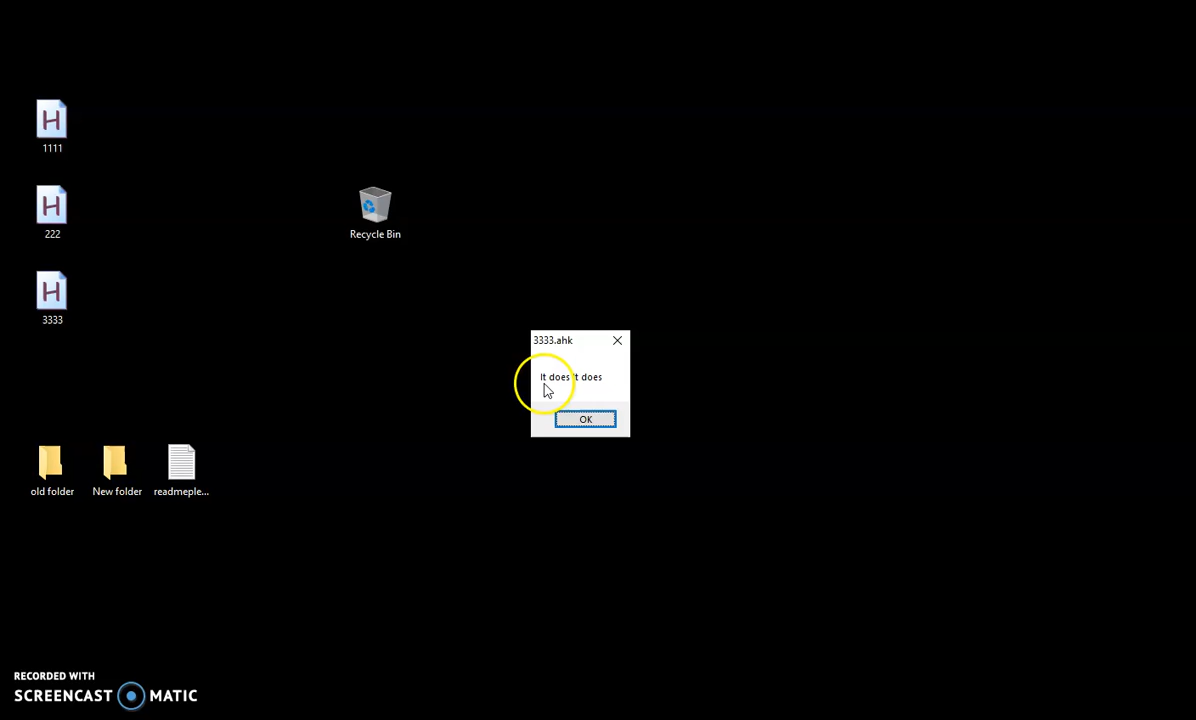 1111
222
Recycle Bin
3333
3333.ahk
It does it does
OK
old folder
New folder
readmeple...
RECORDED WITH
SCREENCAST MATIC